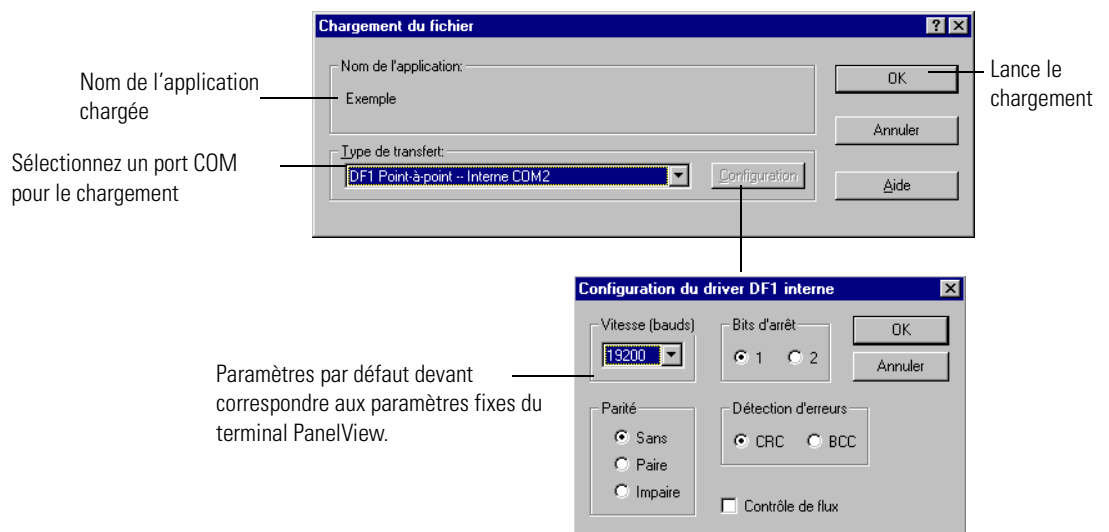 Chargement du fichier
Nom de l'application:
Exemple
OK
Annuler
Type de transfert:
DF1 Point-à-point -- Interne COM2
Configuration
Aide
Nom de l'application
chargée
Sélectionnez un port COM
pour le chargement
Lance le
chargement
Configuration du driver DF1 interne
Vitesse (bauds)
19200
Bits d'arrêt
1 2
OK
Annuler
Parité
Sans
Paire
Impaire
Détection d'erreurs
CRC BCC
Contrôle de flux
Paramètres par défaut devant
correspondre aux paramètres fixes du
terminal PanelView.